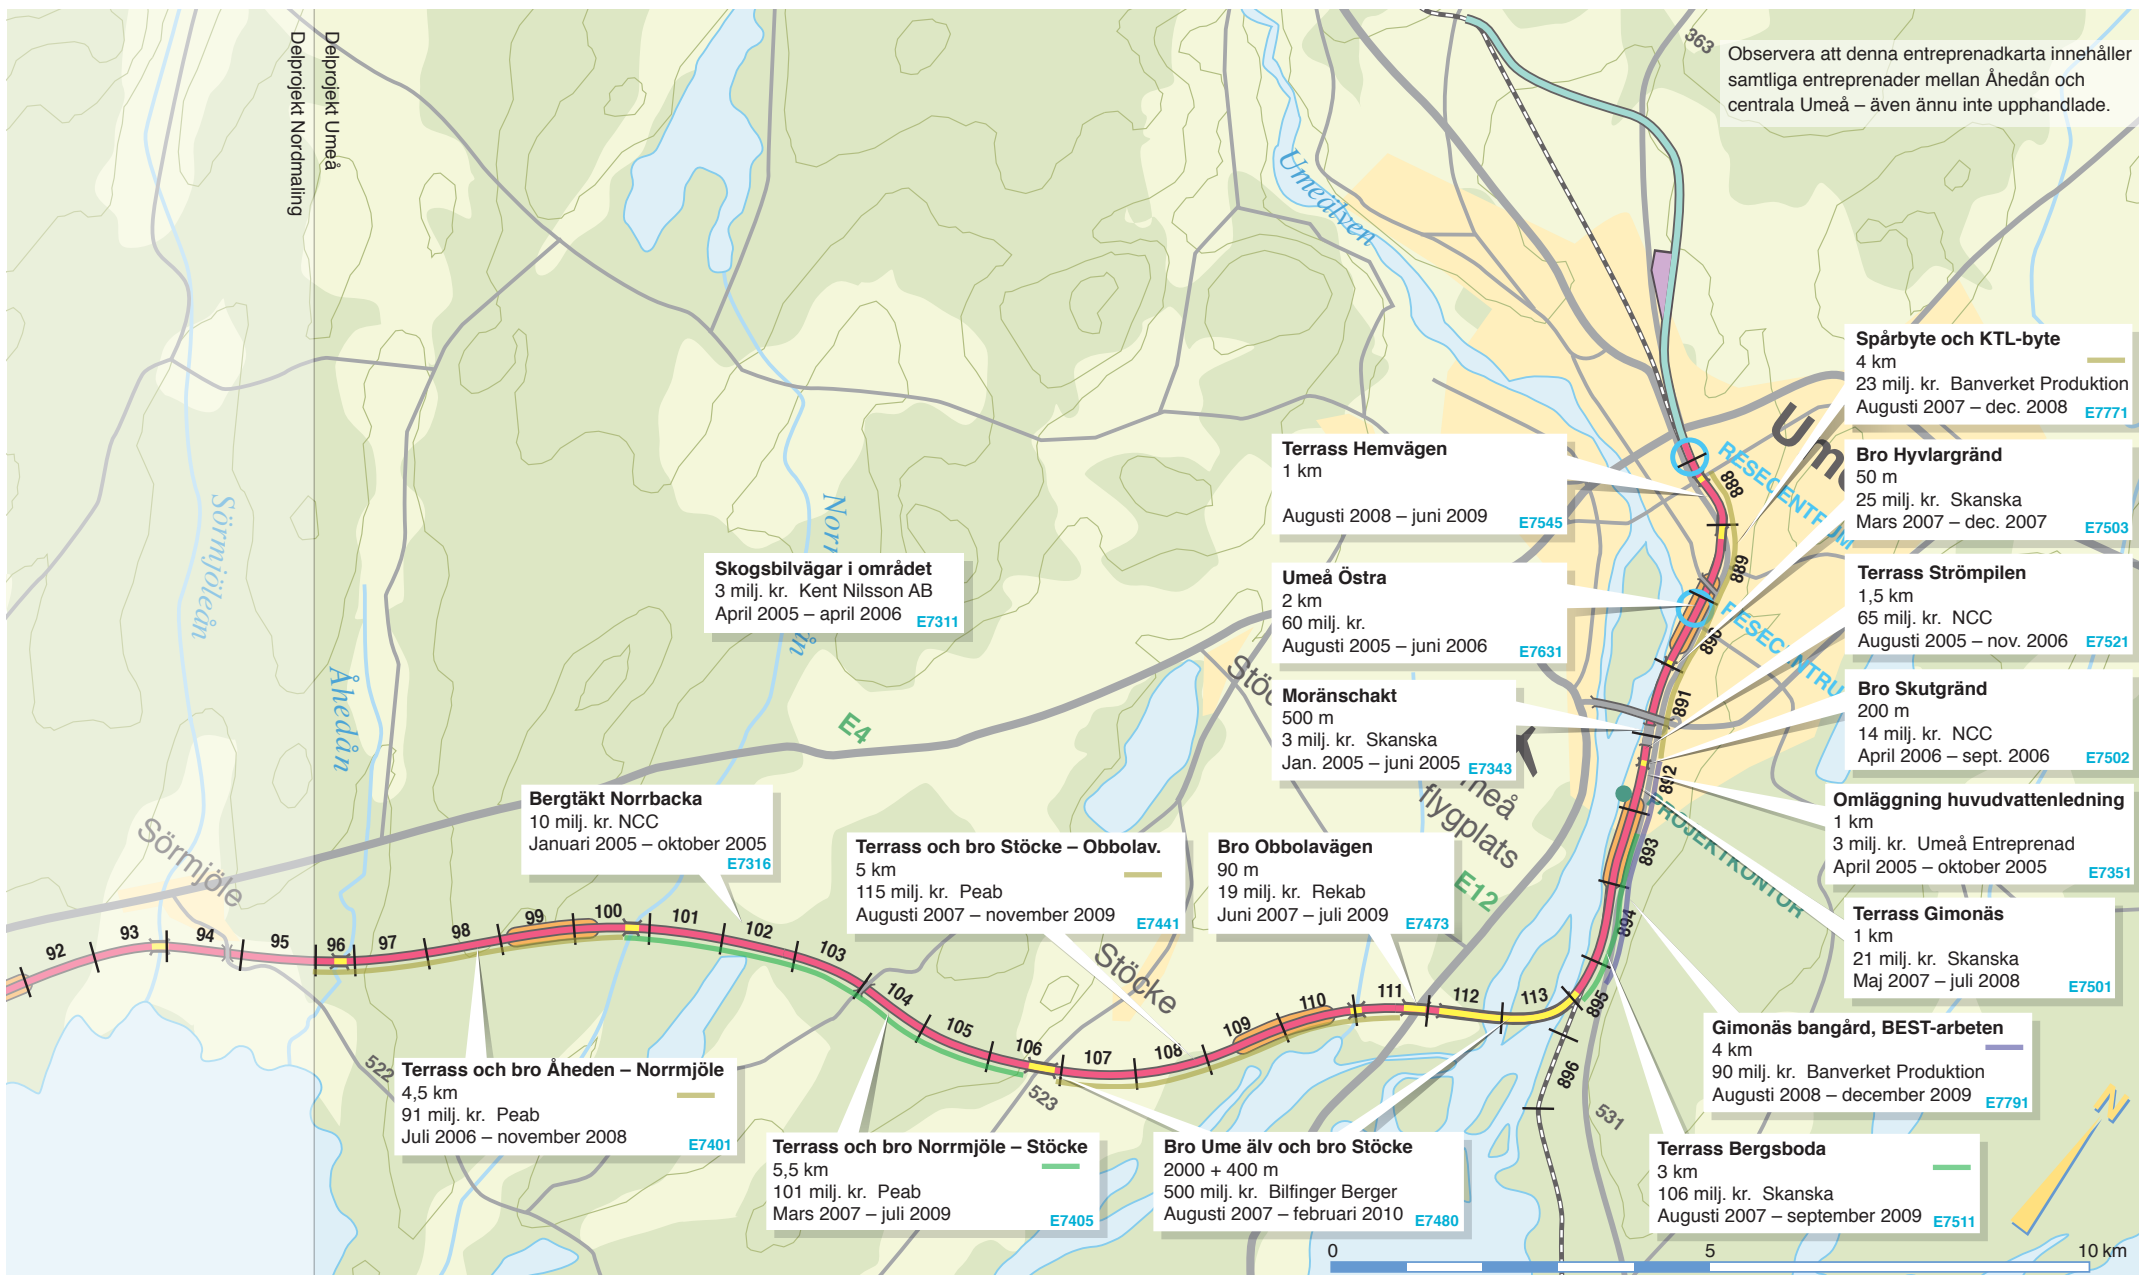 Delprojekt Nordmaling
Delprojekt Umeå
Observera att denna entreprenadkarta innehåller
samtliga entreprenader mellan Åhedån och
centrala Umeå – även ännu inte upphandlade.
363
Umeälven
Spårbyte och KTL-byte
4 km
23 milj. kr. Banverket Produktion
Augusti 2007 – dec. 2008 E7771
Terrass Hemvägen
1 km
Augusti 2008 – juni 2009 E7545
Bro Hyvlargränd
50 m
25 milj. kr. Skanska
Mars 2007 – dec. 2007 E7503
RESECENTRUM
888
889
890
891
892
893
894
895
896
Skogsbilvägar i området
3 milj. kr. Kent Nilsson AB
April 2005 – april 2006 E7311
Umeå Östra
2 km
60 milj. kr.
Augusti 2005 – juni 2006 E7631
Terrass Strömpilen
1,5 km
65 milj. kr. NCC
Augusti 2005 – nov. 2006 E7521
Sörmjöleån
Åhedån
E4
Moränschakt
500 m
3 milj. kr. Skanska
Jan. 2005 – juni 2005 E7343
Bro Skutgränd
200 m
14 milj. kr. NCC
April 2006 – sept. 2006 E7502
flygplats
E12
PROJEKTKONTOR
Omläggning huvudvattenledning
1 km
3 milj. kr. Umeå Entreprenad
April 2005 – oktober 2005 E7351
Bergtäkt Norrbacka
10 milj. kr. NCC
Januari 2005 – oktober 2005
E7316
Terrass och bro Stöcke – Obbolav.
5 km
115 milj. kr. Peab
Augusti 2007 – november 2009 E7441
Bro Obbolavägen
90 m
19 milj. kr. Rekab
Juni 2007 – juli 2009 E7473
Terrass Gimonäs
1 km
21 milj. kr. Skanska
Maj 2007 – juli 2008 E7501
Sörmjöle
Stöcke
92
93
94
95
96
97
98
99
100
101
102
103
104
105
106
107
108
109
110
111
112
113
Gimonäs bangård, BEST-arbeten
4 km
90 milj. kr. Banverket Produktion
Augusti 2008 – december 2009 E7791
522
523
531
Terrass och bro Åheden – Norrmjöle
4,5 km
91 milj. kr. Peab
Juli 2006 – november 2008 E7401
Terrass och bro Norrmjöle – Stöcke
5,5 km
101 milj. kr. Peab
Mars 2007 – juli 2009 E7405
Bro Ume älv och bro Stöcke
2000 + 400 m
500 milj. kr. Bilfinger Berger
Augusti 2007 – februari 2010 E7480
Terrass Bergsboda
3 km
106 milj. kr. Skanska
Augusti 2007 – september 2009 E7511
N
0 5 10 km